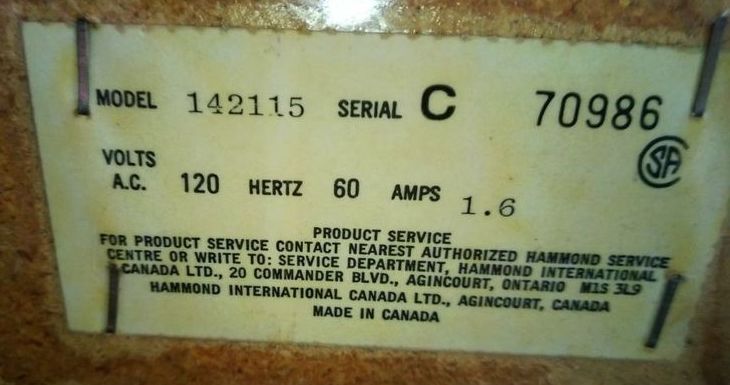 MODEL 142115 SERIAL C 70986
VOLTS
A.C. 120 HERTZ 60 AMPS 1.6
SA
PRODUCT SERVICE
FOR PRODUCT SERVICE CONTACT NEAREST AUTHORIZED HAMMOND SERVICE
CENTRE OR WRITE TO: SERVICE DEPARTMENT, HAMMOND INTERNATIONAL
CANADA LTD., 20 COMMANDER BLVD., AGINCOURT, ONTARIO M1S 3L9
HAMMOND INTERNATIONAL CANADA LTD., AGINCOURT, CANADA
MADE IN CANADA